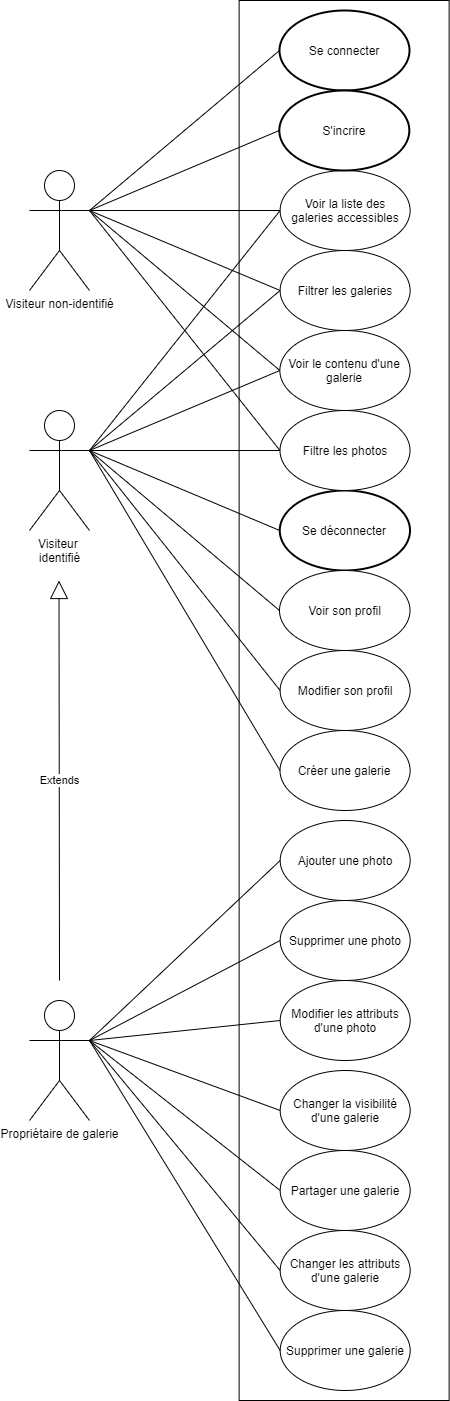 Se connecter
S'incrire
Voir la liste des
galeries accessibles
Visiteur non-identifié
Filtrer les galeries
Voir le contenu d'une
galerie
Filtre les photos
Visiteur
identifié
Se déconnecter
Voir son profil
Modifier son profil
Créer une galerie
Extends
Ajouter une photo
Supprimer une photo
Modifier les attributs
d'une photo
Propriétaire de galerie
Changer la visibilité
d'une galerie
Partager une galerie
Changer les attributs
d'une galerie
Supprimer une galerie